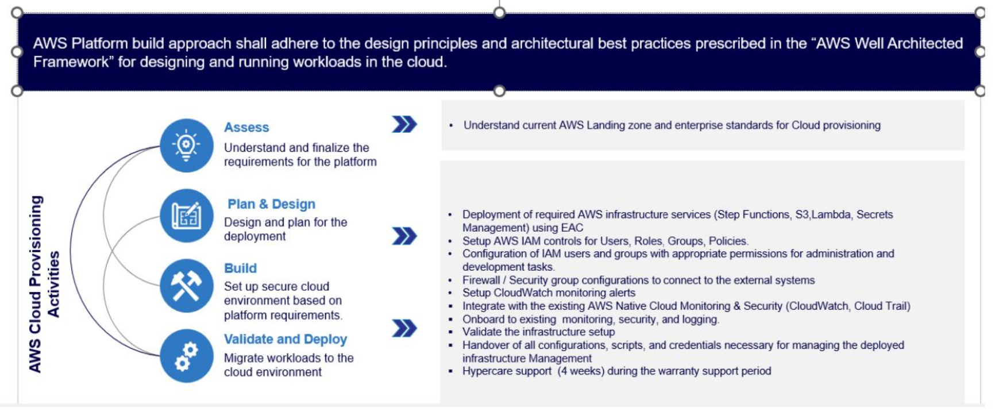 AWS Platform build approach shall adhere to the design principles and architectural best practices prescribed in the “AWS Well Architected
Framework” for designing and running workloads in the cloud.
AWS Cloud Provisioning
Activities
Assess
Understand and finalize the
requirements for the platform
• Understand current AWS Landing zone and enterprise standards for Cloud provisioning
Plan & Design
Design and plan for the
deployment
Build
Set up secure cloud
environment based on
platform requirements.
Validate and Deploy
Migrate workloads to the
cloud environment
• Deployment of required AWS infrastructure services (Step Functions, S3,Lambda, Secrets
Management) using EAC
• Setup AWS IAM controls for Users, Roles, Groups, Policies.
• Configuration of IAM users and groups with appropriate permissions for administration and
development tasks.
• Firewall / Security group configurations to connect to the external systems
• Setup CloudWatch monitoring alerts
▪ Integrate with the existing AWS Native Cloud Monitoring & Security (CloudWatch, Cloud Trail)
▪ Onboard to existing  monitoring, security, and logging.
▪ Validate the infrastructure setup
▪ Handover of all configurations, scripts, and credentials necessary for managing the deployed
infrastructure Management
▪ Hypercare support  (4 weeks) during the warranty support period